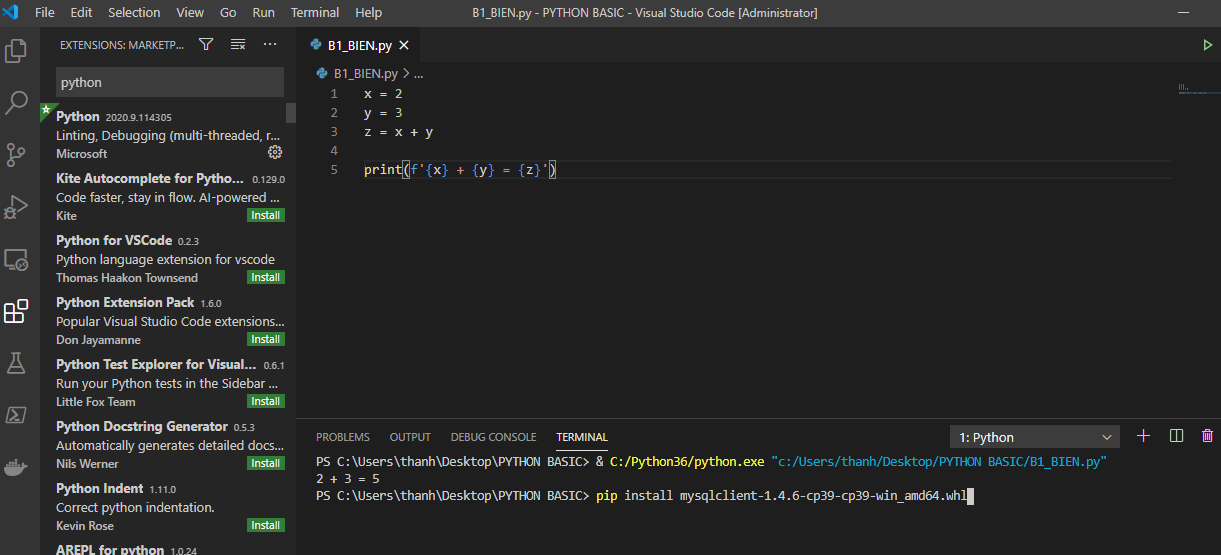 File Edit Selection View Go Run Terminal Help B1_BIEN.py - PYTHON BASIC - Visual Studio Code [Administrator]
EXTENSIONS: MARKETP...
python
Python 2020.9.114305
Linting, Debugging (multi-threaded, r...
Microsoft
Kite Autocomplete for Pytho... 0.129.0
Code faster, stay in flow. AI-powered ...
Kite Install
Python for VSCode 0.2.3
Python language extension for vscode
Thomas Haakon Townsend Install
Python Extension Pack 1.6.0
Popular Visual Studio Code extensions...
Don Jayamanne Install
Python Test Explorer for Visual... 0.6.1
Run your Python tests in the Sidebar ...
Little Fox Team Install
Python Docstring Generator 0.5.3
Automatically generates detailed docs...
Nils Werner Install
Python Indent 1.11.0
Correct python indentation.
Kevin Rose Install
AREPL for python 1.0.24
B1_BIEN.py
B1_BIEN.py > ...
1 x = 2
2 y = 3
3 z = x + y
4
5 print(f'{x} + {y} = {z}')
PROBLEMS OUTPUT DEBUG CONSOLE TERMINAL 1: Python
PS C:\Users\thanh\Desktop\PYTHON BASIC> & C:/Python36/python.exe "c:/Users/thanh/Desktop/PYTHON BASIC/B1_BIEN.py"
2 + 3 = 5
PS C:\Users\thanh\Desktop\PYTHON BASIC> pip install mysqlclient-1.4.6-cp39-cp39-win_amd64.whl